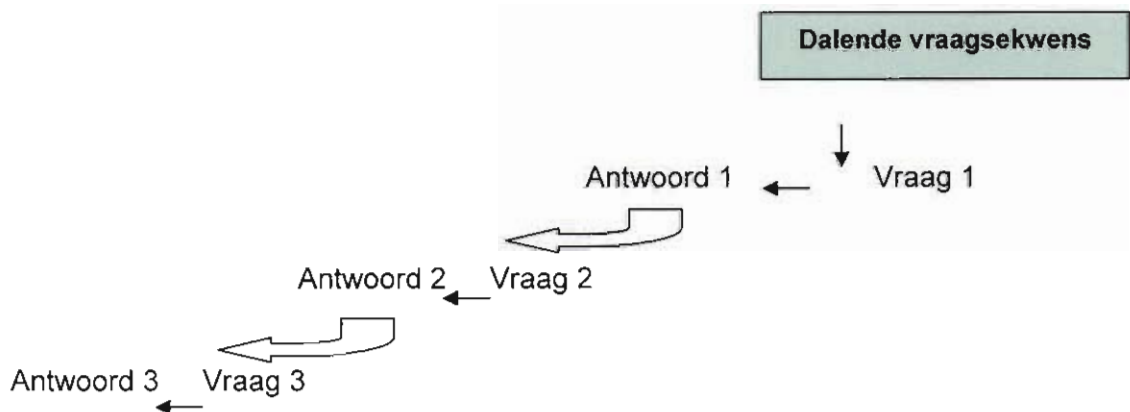 Dalende vraagsekwens
Antwoord 1 Vraag 1
Antwoord 2 Vraag 2
Antwoord 3 Vraag 3